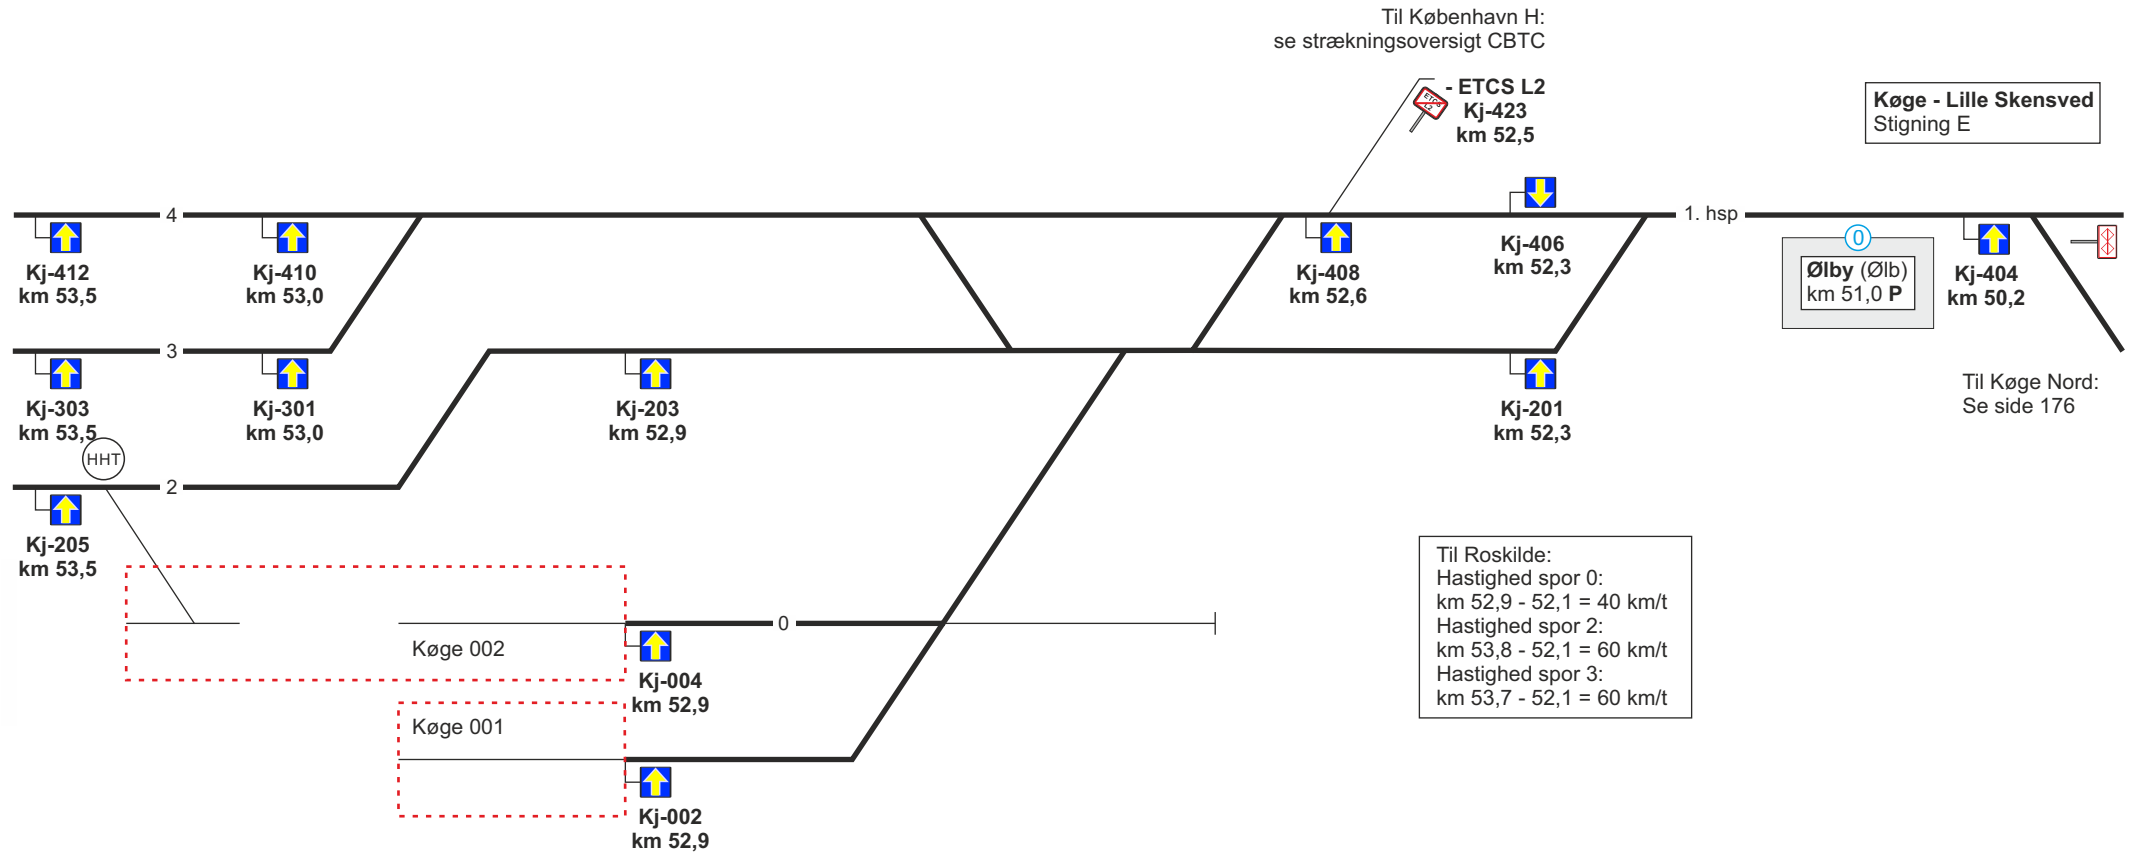 Til København H:
se strækningsoversigt CBTC
- ETCS L2
Kj-423
km 52,5
ETCS
L2
Køge - Lille Skensved
Stigning E
4
1. hsp
Kj-412
km 53,5
Kj-410
km 53,0
Kj-408
km 52,6
Kj-406
km 52,3
0
Ølby (Ølb)
km 51,0 P
Kj-404
km 50,2
3
Kj-303
km 53,5
Kj-301
km 53,0
Kj-203
km 52,9
Kj-201
km 52,3
Til Køge Nord:
Se side 176
HHT
2
Kj-205
km 53,5
0
Køge 002
Kj-004
km 52,9
Køge 001
Kj-002
km 52,9
Til Roskilde:
Hastighed spor 0:
km 52,9 - 52,1 = 40 km/t
Hastighed spor 2:
km 53,8 - 52,1 = 60 km/t
Hastighed spor 3:
km 53,7 - 52,1 = 60 km/t